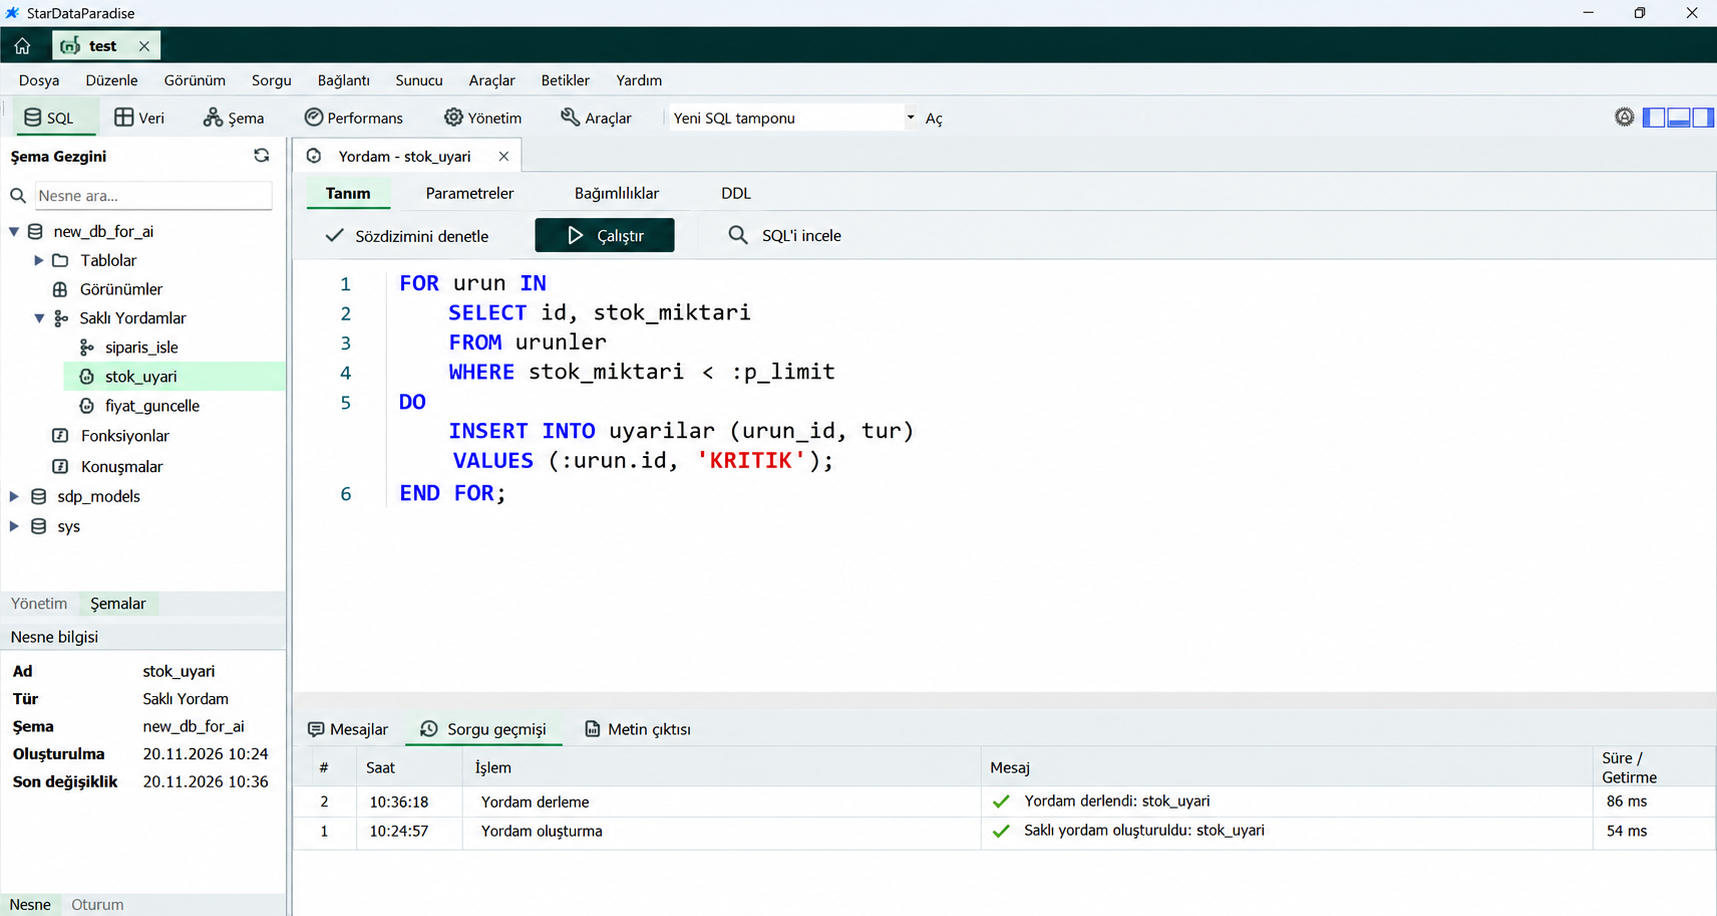 StarDataParadise
test
Dosya Düzenle Görünüm Sorgu Bağlantı Sunucu Araçlar Betikler Yardım
SQL Veri Şema Performans Yönetim Araçlar Yeni SQL tamponu Aç
Şema Gezgini
Nesne ara...
new_db_for_ai
Tablolar
Görünümler
Saklı Yordamlar
siparis_isle
stok_uyari
fiyat_guncelle
Fonksiyonlar
Konuşmalar
sdp_models
sys
Yönetim Şemalar
Nesne bilgisi
Ad stok_uyari
Tür Saklı Yordam
Şema new_db_for_ai
Oluşturulma 20.11.2026 10:24
Son değişiklik 20.11.2026 10:36
Nesne Oturum
Yordam - stok_uyari
Tanım Parametreler Bağımlılıklar DDL
Sözdizimini denetle Çalıştır SQL'i incele
1 FOR urun IN
2 SELECT id, stok_miktari
3 FROM urunler
4 WHERE stok_miktari < :p_limit
5 DO
INSERT INTO uyarilar (urun_id, tur)
VALUES (:urun.id, 'KRITIK');
6 END FOR;
Mesajlar Sorgu geçmişi Metin çıktısı
# Saat İşlem Mesaj Süre /
Getirme
2 10:36:18 Yordam derleme Yordam derlendi: stok_uyari 86 ms
1 10:24:57 Yordam oluşturma Saklı yordam oluşturuldu: stok_uyari 54 ms